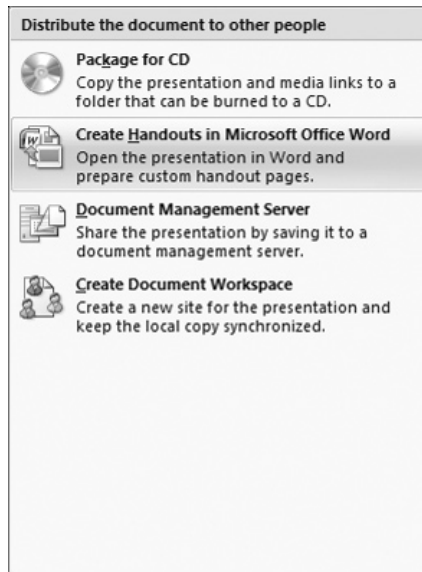 Distribute the document to other people
Package for CD
Copy the presentation and media links to a
folder that can be burned to a CD.
Create Handouts in Microsoft Office Word
Open the presentation in Word and
prepare custom handout pages.
Document Management Server
Share the presentation by saving it to a
document management server.
Create Document Workspace
Create a new site for the presentation and
keep the local copy synchronized.